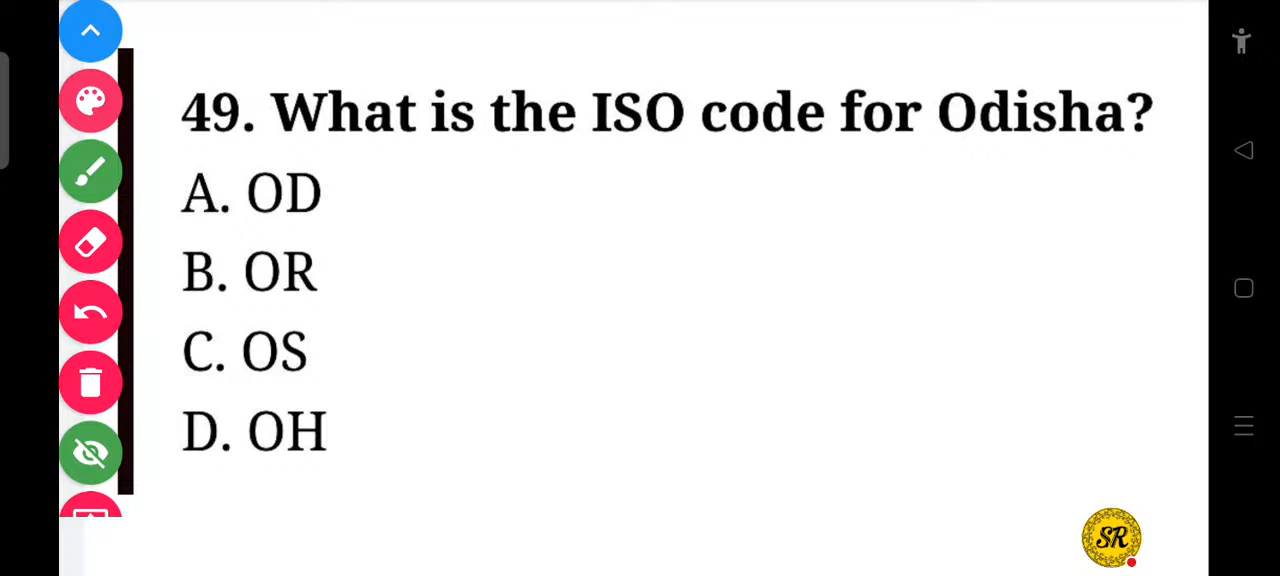 49. What is the ISO code for Odisha?
A. OD
B. OR
C. OS
D. OH
SR